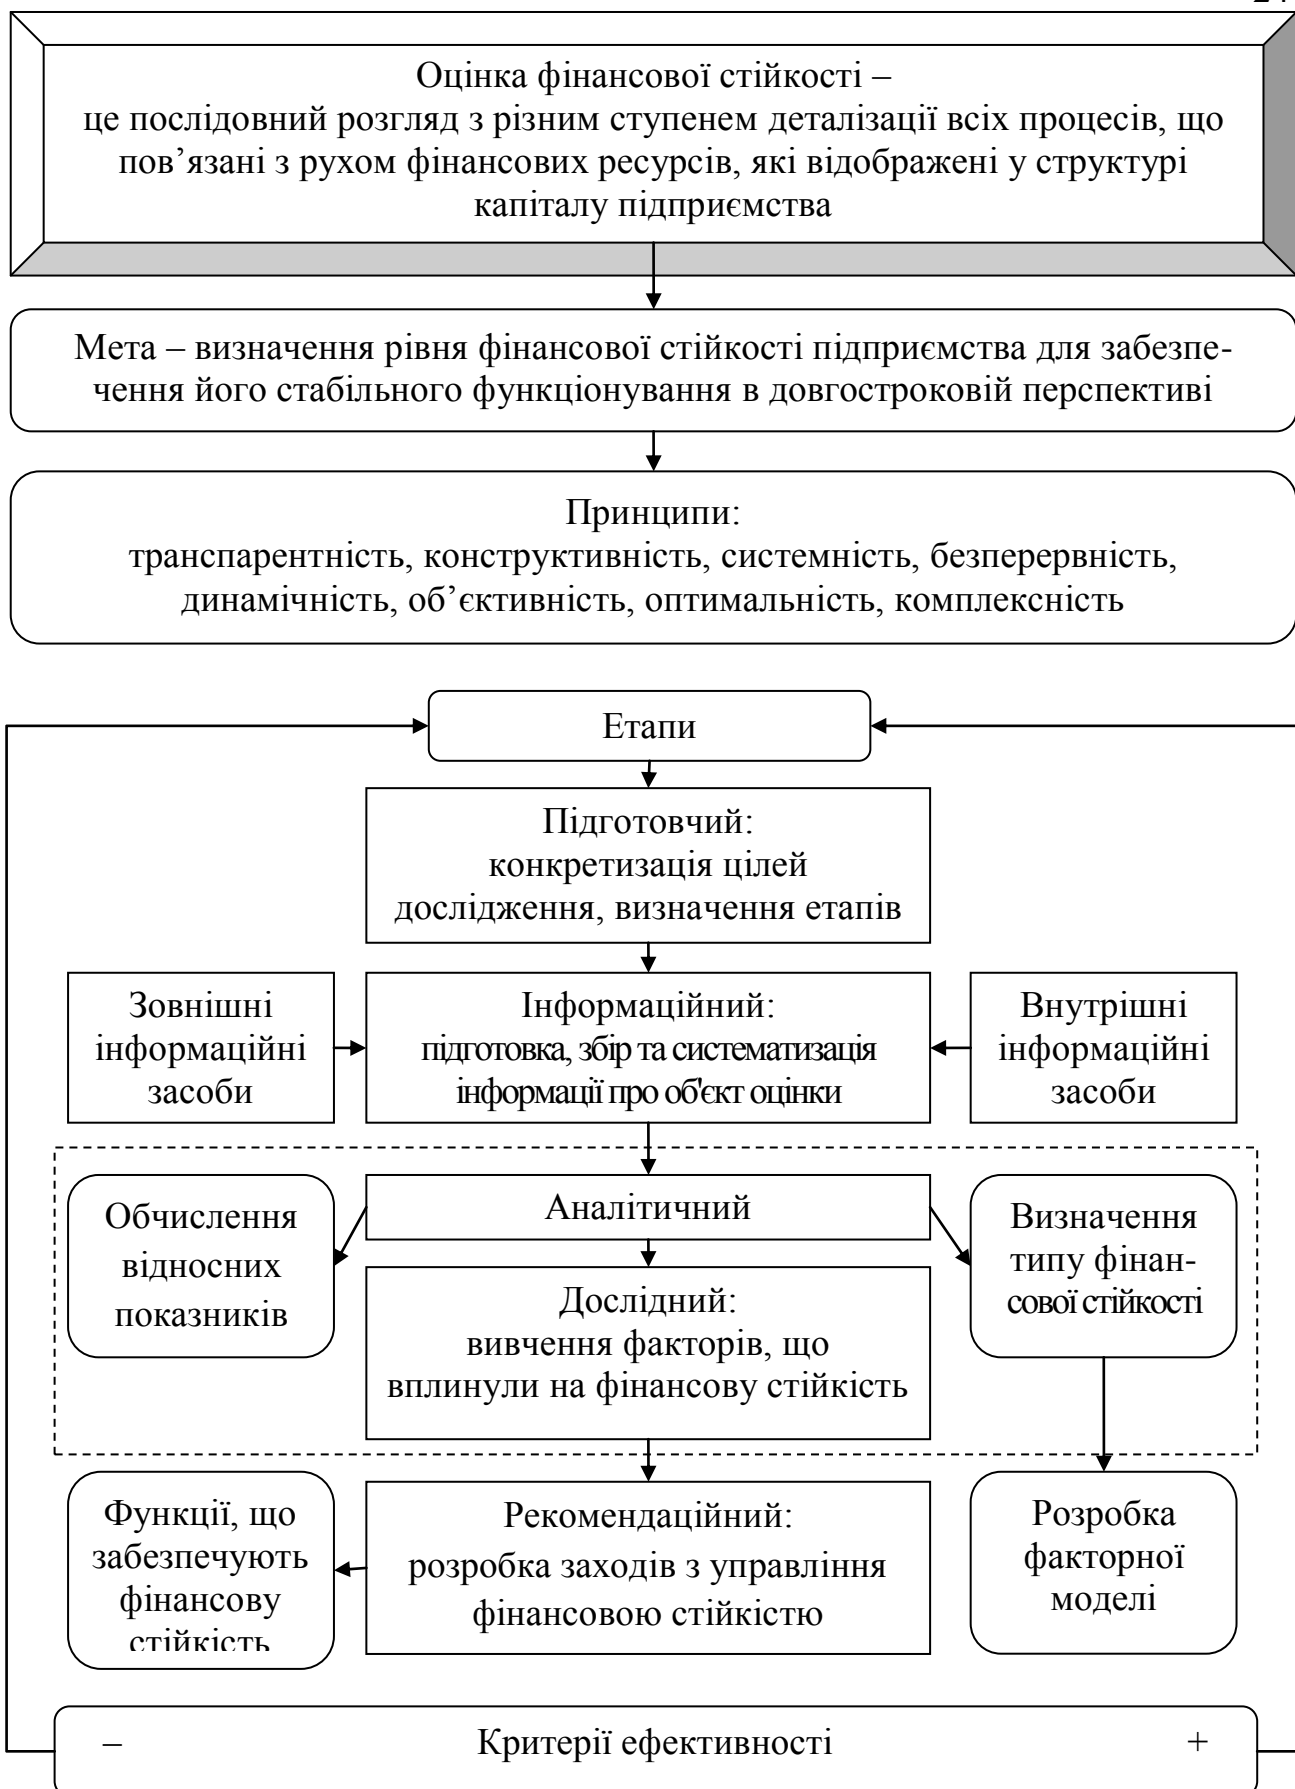 Оцінка фінансової стійкості –
це послідовний розгляд з різним ступенем деталізації всіх процесів, що
пов’язані з рухом фінансових ресурсів, які відображені у структурі
капіталу підприємства
Мета – визначення рівня фінансової стійкості підприємства для забезпе-
чення його стабільного функціонування в довгостроковій перспективі
Принципи:
транспарентність, конструктивність, системність, безперервність,
динамічність, об’єктивність, оптимальність, комплексність
Етапи
Підготовчий:
конкретизація цілей
дослідження, визначення етапів
Зовнішні
інформаційні
засоби
Інформаційний:
підготовка, збір та систематизація
інформації про об'єкт оцінки
Внутрішні
інформаційні
засоби
Обчислення
відносних
показників
Аналітичний
Визначення
типу фінан-
сової стійкості
Дослідний:
вивчення факторів, що
вплинули на фінансову стійкість
Функції, що
забезпечують
фінансову
стійкість
Рекомендаційний:
розробка заходів з управління
фінансовою стійкістю
Розробка
факторної
моделі
– Критерії ефективності +